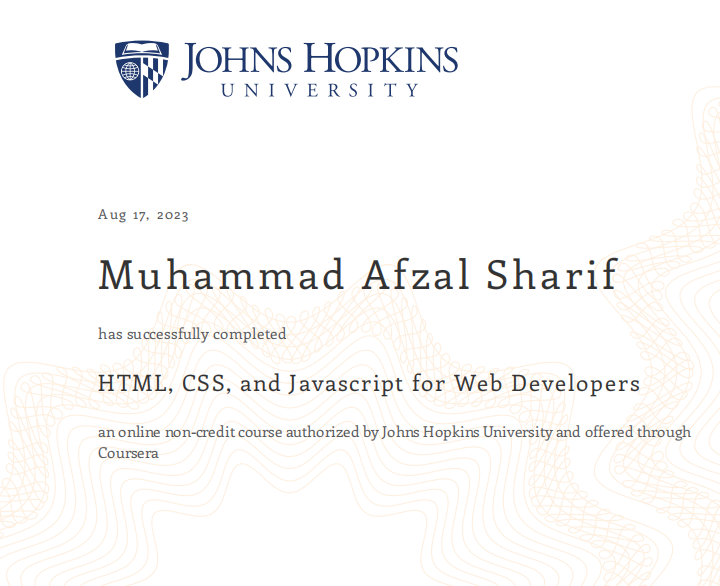 JOHNS HOPKINS
UNIVERSITY
Aug 17, 2023
Muhammad Afzal Sharif
has successfully completed
HTML, CSS, and Javascript for Web Developers
an online non-credit course authorized by Johns Hopkins University and offered through
Coursera